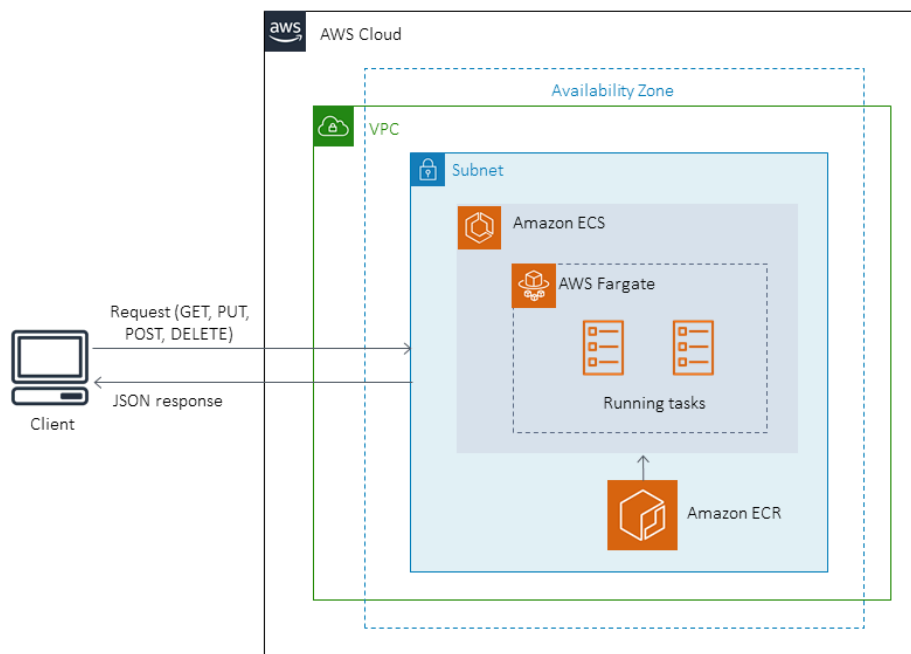 aws
AWS Cloud
Availability Zone
VPC
Subnet
Amazon ECS
AWS Fargate
Request (GET, PUT,
POST, DELETE)
JSON response
Client
Running tasks
Amazon ECR